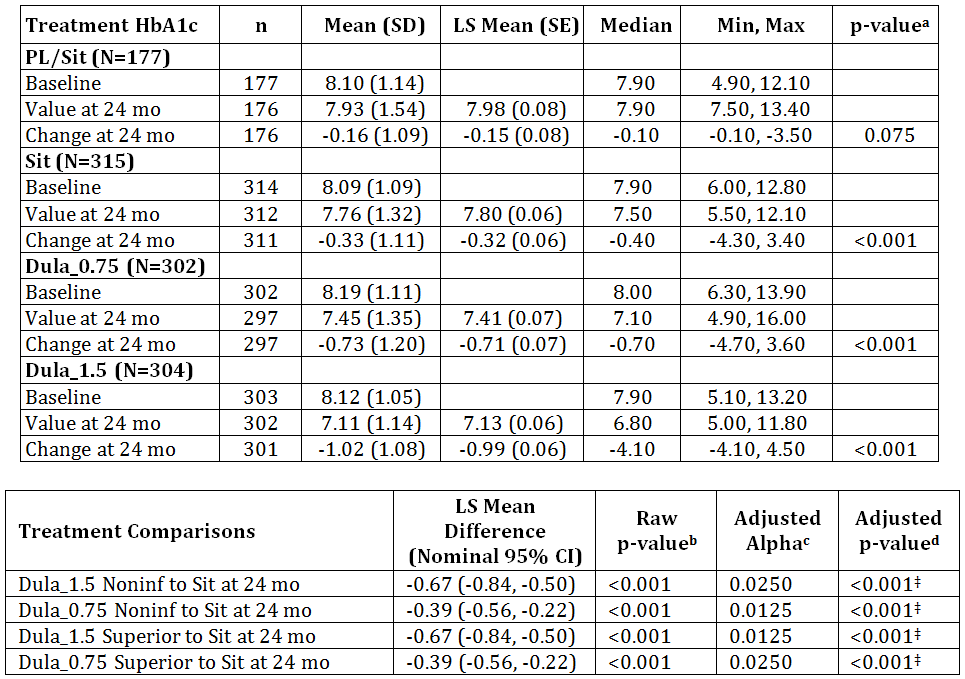 Treatment HbA1c n Mean (SD) LS Mean (SE) Median Min, Max p-valueᵃ
PL/Sit (N=177)
Baseline 177 8.10 (1.14) 7.90 4.90, 12.10
Value at 24 mo 176 7.93 (1.54) 7.98 (0.08) 7.90 7.50, 13.40
Change at 24 mo 176 -0.16 (1.09) -0.15 (0.08) -0.10 -0.10, -3.50 0.075
Sit (N=315)
Baseline 314 8.09 (1.09) 7.90 6.00, 12.80
Value at 24 mo 312 7.76 (1.32) 7.80 (0.06) 7.50 5.50, 12.10
Change at 24 mo 311 -0.33 (1.11) -0.32 (0.06) -0.40 -4.30, 3.40 <0.001
Dula_0.75 (N=302)
Baseline 302 8.19 (1.11) 8.00 6.30, 13.90
Value at 24 mo 297 7.45 (1.35) 7.41 (0.07) 7.10 4.90, 16.00
Change at 24 mo 297 -0.73 (1.20) -0.71 (0.07) -0.70 -4.70, 3.60 <0.001
Dula_1.5 (N=304)
Baseline 303 8.12 (1.05) 7.90 5.10, 13.20
Value at 24 mo 302 7.11 (1.14) 7.13 (0.06) 6.80 5.00, 11.80
Change at 24 mo 301 -1.02 (1.08) -0.99 (0.06) -4.10 -4.10, 4.50 <0.001
Treatment Comparisons
LS Mean
Difference
(Nominal 95% CI)
Raw
p-valueᵇ
Adjusted
Alphaᶜ
Adjusted
p-valueᵈ
Dula_1.5 Noninf to Sit at 24 mo -0.67 (-0.84, -0.50) <0.001 0.0250 <0.001‡
Dula_0.75 Noninf to Sit at 24 mo -0.39 (-0.56, -0.22) <0.001 0.0125 <0.001‡
Dula_1.5 Superior to Sit at 24 mo -0.67 (-0.84, -0.50) <0.001 0.0125 <0.001‡
Dula_0.75 Superior to Sit at 24 mo -0.39 (-0.56, -0.22) <0.001 0.0250 <0.001‡